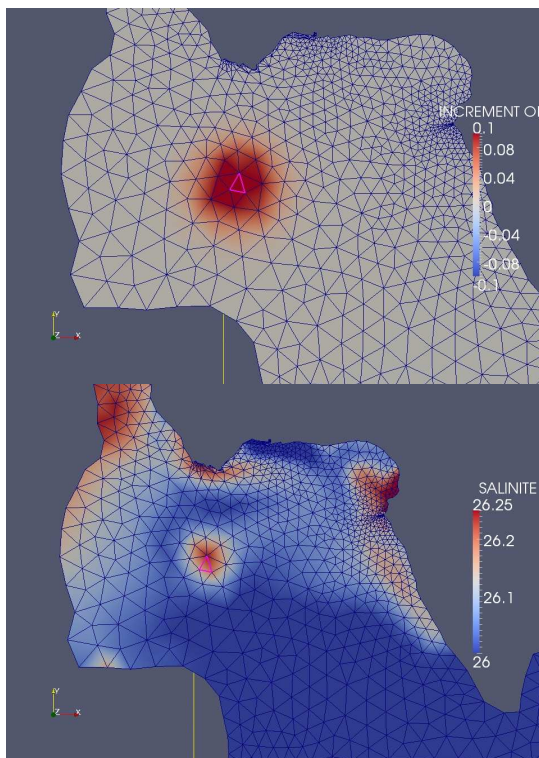 INCREMENT OF
0.1
0.08
0.04
0
-0.04
-0.08
-0.1
Y
Z
X
SALINITE
26.25
26.2
26.1
26
Y
Z
X